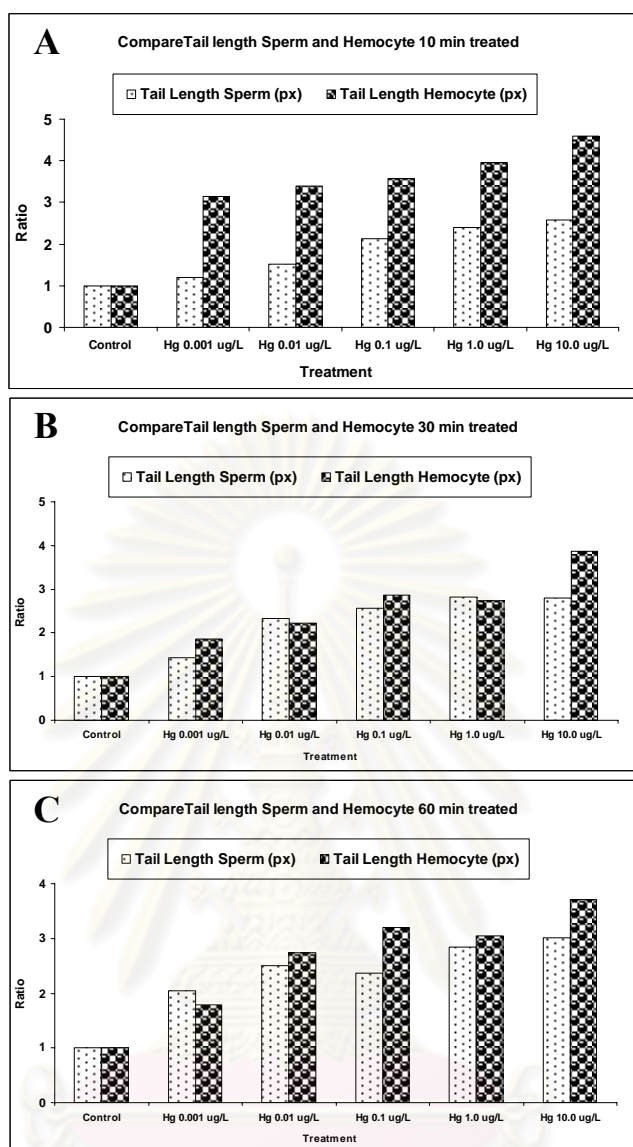 A
CompareTail length Sperm and Hemocyte 10 min treated
Tail Length Sperm (px) Tail Length Hemocyte (px)
5
4
3
2
1
0
Ratio
Control Hg 0.001 ug/L Hg 0.01 ug/L Hg 0.1 ug/L Hg 1.0 ug/L Hg 10.0 ug/L
Treatment
B
CompareTail length Sperm and Hemocyte 30 min treated
Tail Length Sperm (px) Tail Length Hemocyte (px)
5
4
3
2
1
0
Ratio
Control Hg 0.001 ug/L Hg 0.01 ug/L Hg 0.1 ug/L Hg 1.0 ug/L Hg 10.0 ug/L
Treatment
C
CompareTail length Sperm and Hemocyte 60 min treated
Tail Length Sperm (px) Tail Length Hemocyte (px)
4
3
2
1
0
Ratio
Control Hg 0.001 ug/L Hg 0.01 ug/L Hg 0.1 ug/L Hg 1.0 ug/L Hg 10.0 ug/L
Treatment